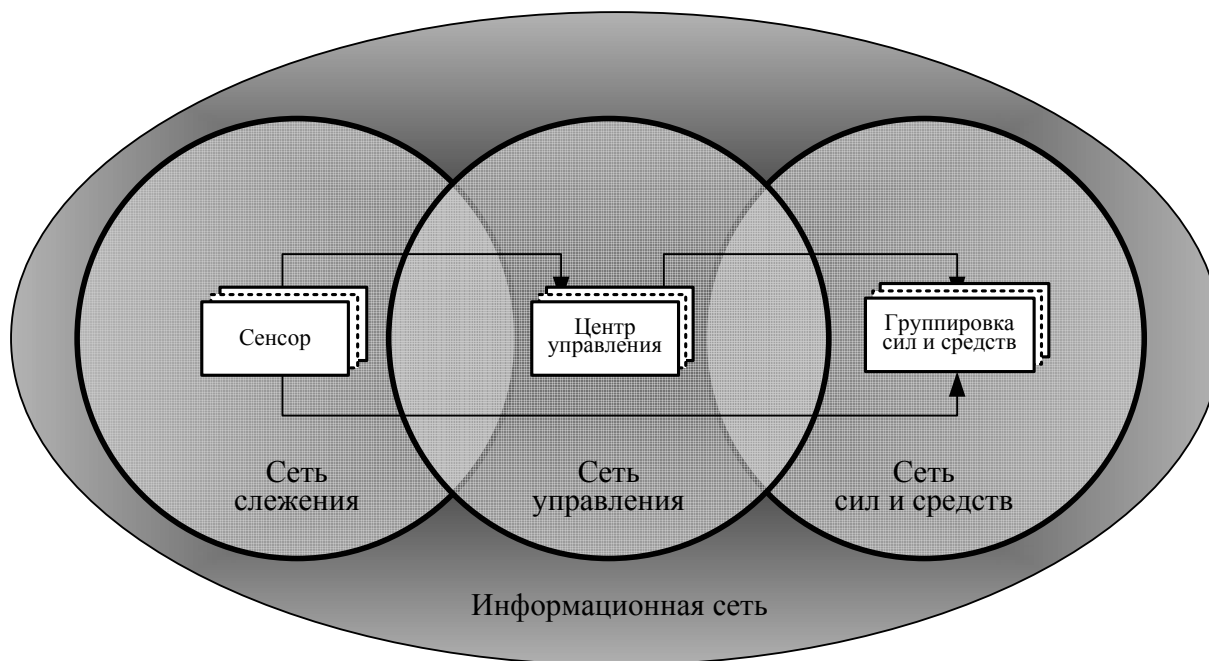 Сенсор
Центр
управления
Группировка
сил и средств
Сеть
слежения
Сеть
управления
Сеть
сил и средств
Информационная сеть